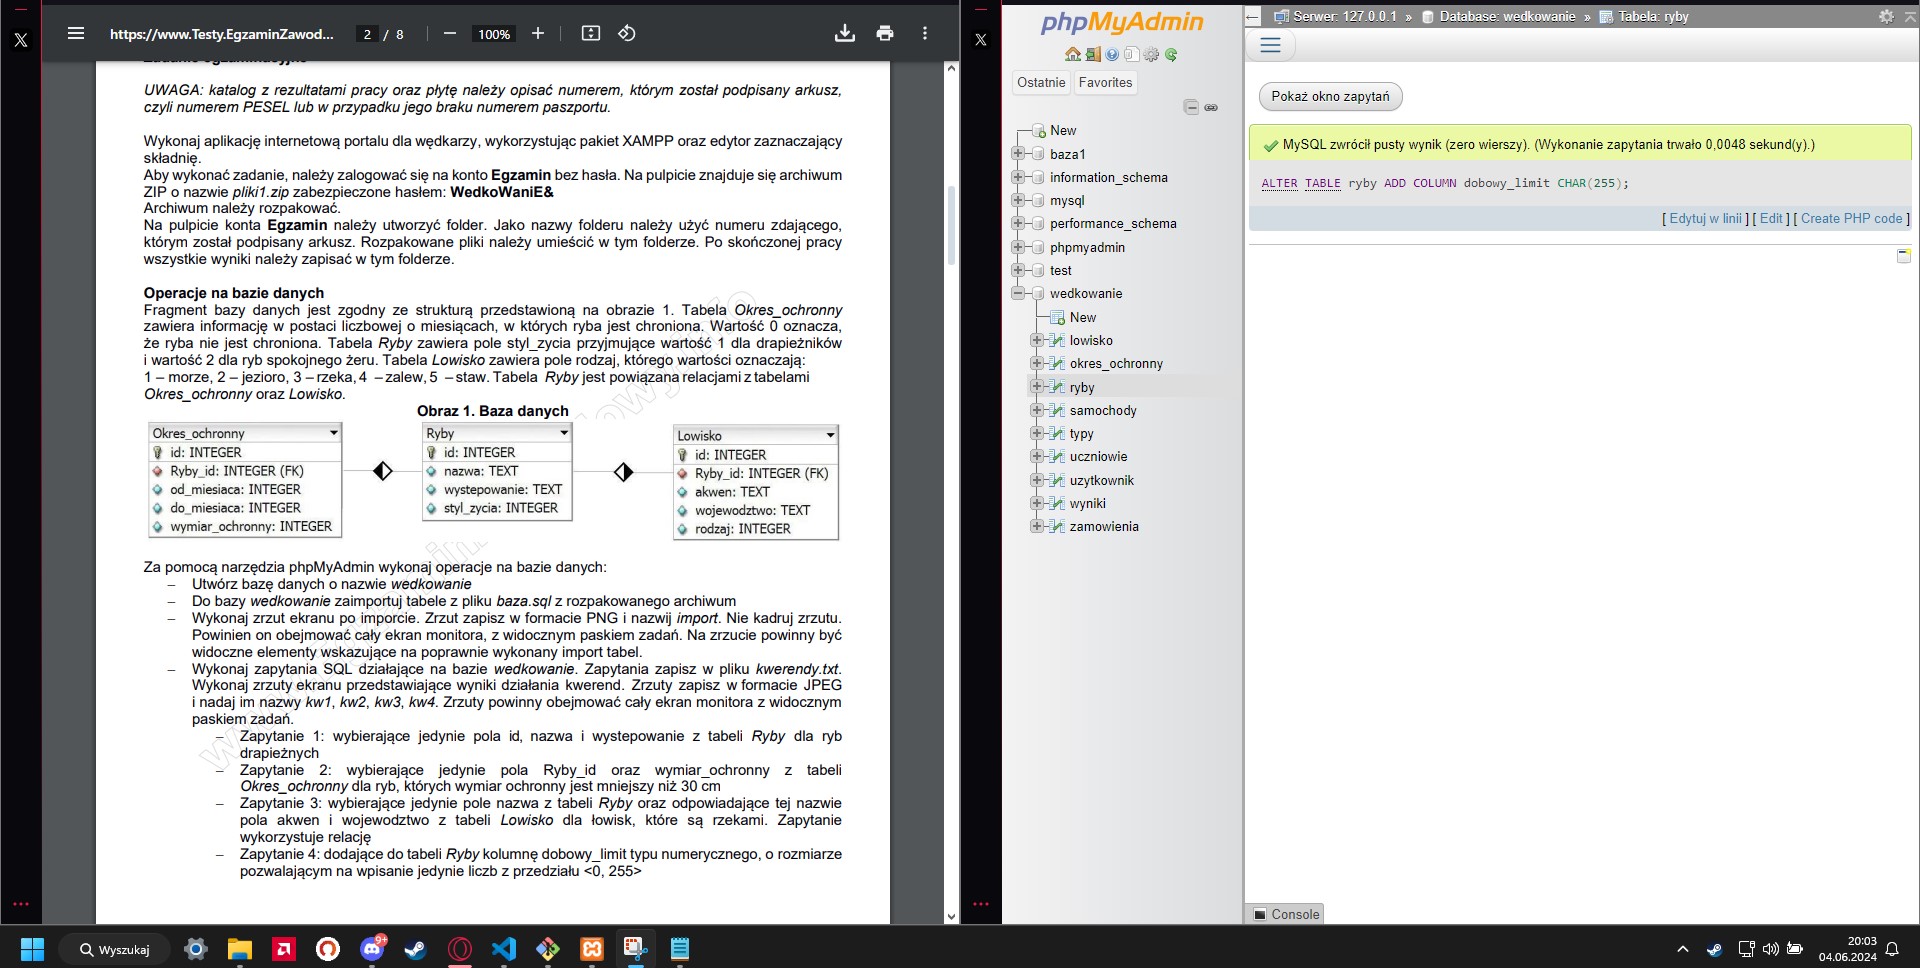 https://www.Testy.EgzaminZawod...
2 / 8
100%
Zadanie egzaminacyjne
UWAGA: katalog z rezultatami pracy oraz płytę należy opisać numerem, którym został podpisany arkusz,
czyli numerem PESEL lub w przypadku jego braku numerem paszportu.
Wykonaj aplikację internetową portalu dla wędkarzy, wykorzystując pakiet XAMPP oraz edytor zaznaczający
składnię.
Aby wykonać zadanie, należy zalogować się na konto Egzamin bez hasła. Na pulpicie znajduje się archiwum
ZIP o nazwie pliki1.zip zabezpieczone hasłem: WedkoWaniE&
Archiwum należy rozpakować.
Na pulpicie konta Egzamin należy utworzyć folder. Jako nazwy folderu należy użyć numeru zdającego,
którym został podpisany arkusz. Rozpakowane pliki należy umieścić w tym folderze. Po skończonej pracy
wszystkie wyniki należy zapisać w tym folderze.
Operacje na bazie danych
Fragment bazy danych jest zgodny ze strukturą przedstawioną na obrazie 1. Tabela Okres_ochronny
zawiera informację w postaci liczbowej o miesiącach, w których ryba jest chroniona. Wartość 0 oznacza,
że ryba nie jest chroniona. Tabela Ryby zawiera pole styl_zycia przyjmujące wartość 1 dla drapieżników
i wartość 2 dla ryb spokojnego żeru. Tabela Lowisko zawiera pole rodzaj, którego wartości oznaczają:
1 – morze, 2 – jezioro, 3 – rzeka, 4 – zalew, 5 – staw. Tabela Ryby jest powiązana relacjami z tabelami
Okres_ochronny oraz Lowisko.
Obraz 1. Baza danych
Okres_ochronny
id: INTEGER
Ryby_id: INTEGER (FK)
od_miesiaca: INTEGER
do_miesiaca: INTEGER
wymiar_ochronny: INTEGER
Ryby
id: INTEGER
nazwa: TEXT
wystepowanie: TEXT
styl_zycia: INTEGER
Lowisko
id: INTEGER
Ryby_id: INTEGER (FK)
akwen: TEXT
wojewodztwo: TEXT
rodzaj: INTEGER
Za pomocą narzędzia phpMyAdmin wykonaj operacje na bazie danych:
– Utwórz bazę danych o nazwie wedkowanie
– Do bazy wedkowanie zaimportuj tabele z pliku baza.sql z rozpakowanego archiwum
– Wykonaj zrzut ekranu po imporcie. Zrzut zapisz w formacie PNG i nazwij import. Nie kadruj zrzutu.
Powinien on obejmować cały ekran monitora, z widocznym paskiem zadań. Na zrzucie powinny być
widoczne elementy wskazujące na poprawnie wykonany import tabel.
– Wykonaj zapytania SQL działające na bazie wedkowanie. Zapytania zapisz w pliku kwerendy.txt.
Wykonaj zrzuty ekranu przedstawiające wyniki działania kwerend. Zrzuty zapisz w formacie JPEG
i nadaj im nazwy kw1, kw2, kw3, kw4. Zrzuty powinny obejmować cały ekran monitora z widocznym
paskiem zadań.
– Zapytanie 1: wybierające jedynie pola id, nazwa i wystepowanie z tabeli Ryby dla ryb
drapieżnych
– Zapytanie 2: wybierające jedynie pola Ryby_id oraz wymiar_ochronny z tabeli
Okres_ochronny dla ryb, których wymiar ochronny jest mniejszy niż 30 cm
– Zapytanie 3: wybierające jedynie pole nazwa z tabeli Ryby oraz odpowiadające tej nazwie
pola akwen i wojewodztwo z tabeli Lowisko dla łowisk, które są rzekami. Zapytanie
wykorzystuje relację
– Zapytanie 4: dodające do tabeli Ryby kolumnę dobowy_limit typu numerycznego, o rozmiarze
pozwalającym na wpisanie jedynie liczb z przedziału <0, 255>
phpMyAdmin
Ostatnie Favorites
New
baza1
information_schema
mysql
performance_schema
phpmyadmin
test
wedkowanie
New
lowisko
okres_ochronny
ryby
samochody
typy
uczniowie
uzytkownik
wyniki
zamowienia
Serwer: 127.0.0.1 » Database: wedkowanie » Tabela: ryby
Pokaż okno zapytań
MySQL zwrócił pusty wynik (zero wierszy). (Wykonanie zapytania trwało 0,0048 sekund(y).)
ALTER TABLE ryby ADD COLUMN dobowy_limit CHAR(255);
[ Edytuj w linii ] [ Edit ] [ Create PHP code ]
Console
Wyszukaj
9+
20:03
04.06.2024